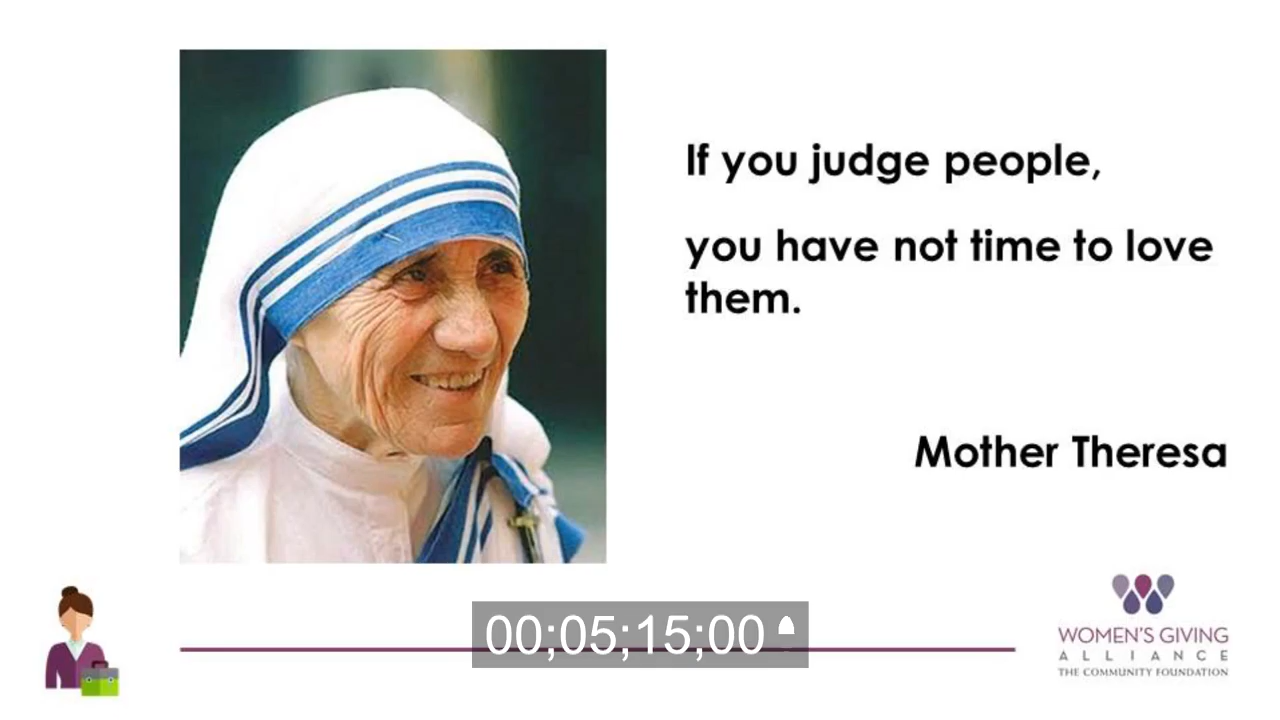 If you judge people,
you have not time to love
them.
Mother Theresa
00;05;15;00
WOMEN'S GIVING
ALLIANCE
THE COMMUNITY FOUNDATION